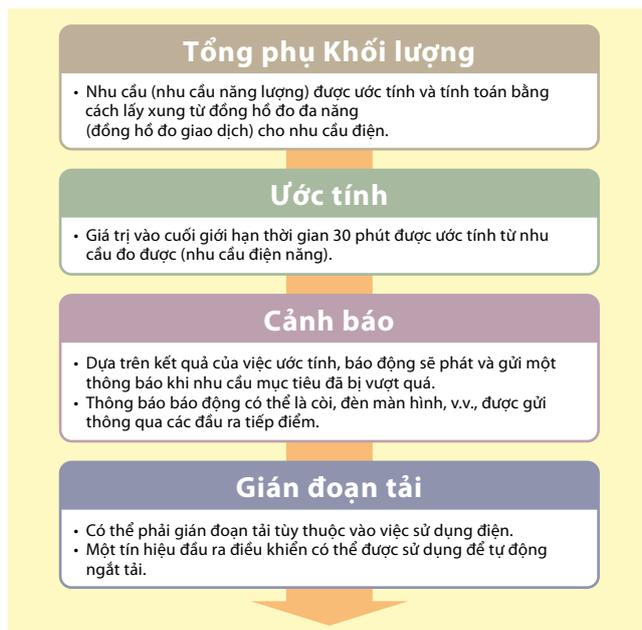 Tổng phụ Khối lượng
• Nhu cầu (nhu cầu năng lượng) được ước tính và tính toán bằng
cách lấy xung từ đồng hồ đo đa năng
(đồng hồ đo giao dịch) cho nhu cầu điện.
Ước tính
• Giá trị vào cuối giới hạn thời gian 30 phút được ước tính từ nhu
cầu đo được (nhu cầu điện năng).
Cảnh báo
• Dựa trên kết quả của việc ước tính, báo động sẽ phát và gửi một
thông báo khi nhu cầu mục tiêu đã bị vượt quá.
• Thông báo báo động có thể là còi, đèn màn hình, v.v., được gửi
thông qua các đầu ra tiếp điểm.
Gián đoạn tải
• Có thể phải gián đoạn tải tùy thuộc vào việc sử dụng điện.
• Một tín hiệu đầu ra điều khiển có thể được sử dụng để tự động
ngắt tải.